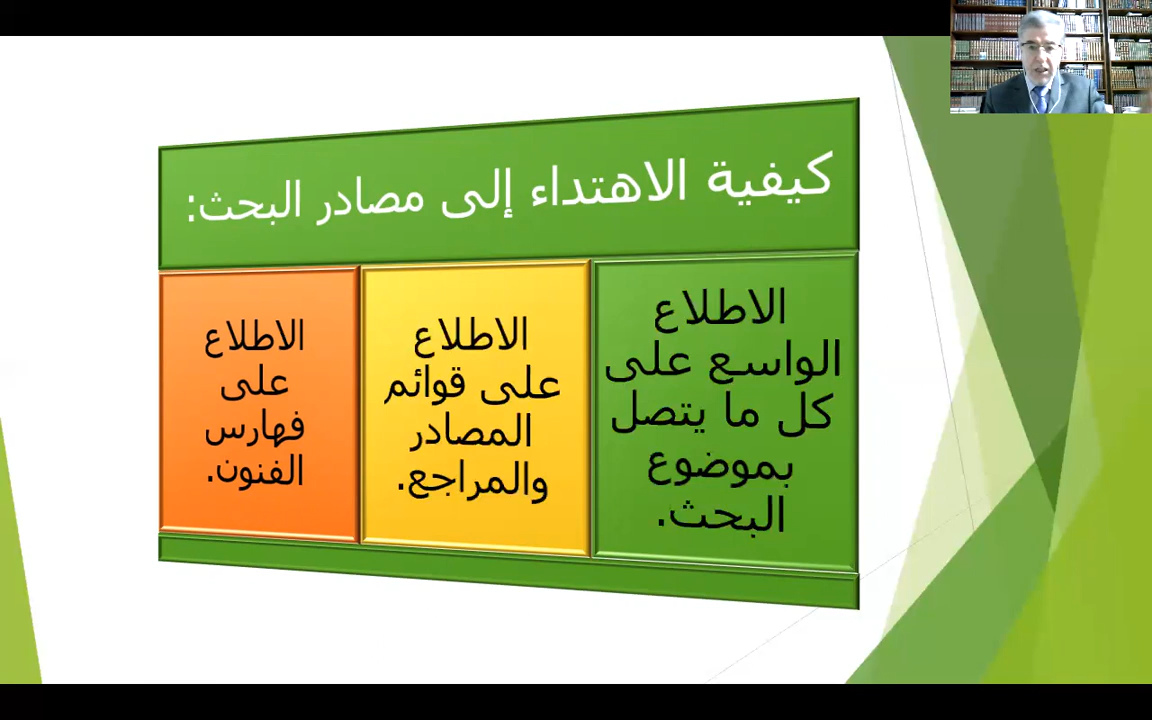 كيفية الاهتداء إلى مصادر البحث:
الاطلاع
الواسع على
كل ما يتصل
بموضوع
البحث.
الاطلاع
على قوائم
المصادر
والمراجع.
الاطلاع
على
فهارس
الفنون.